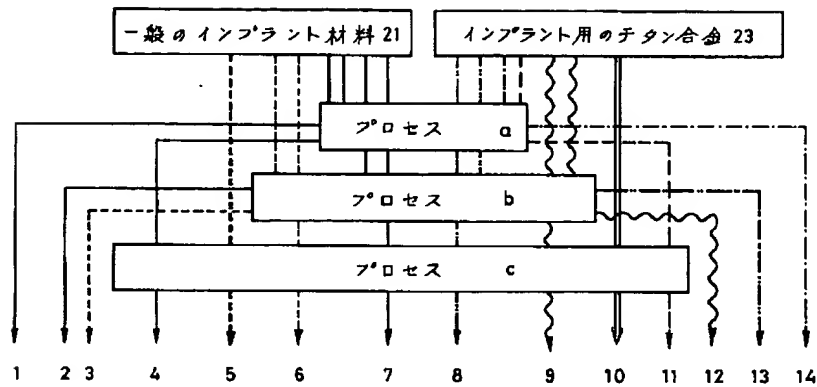 一般のインプラント材料 21
インプラント用のチタン合金 23
プロセス a
プロセス b
プロセス c
1 2 3 4 5 6 7 8 9 10 11 12 13 14